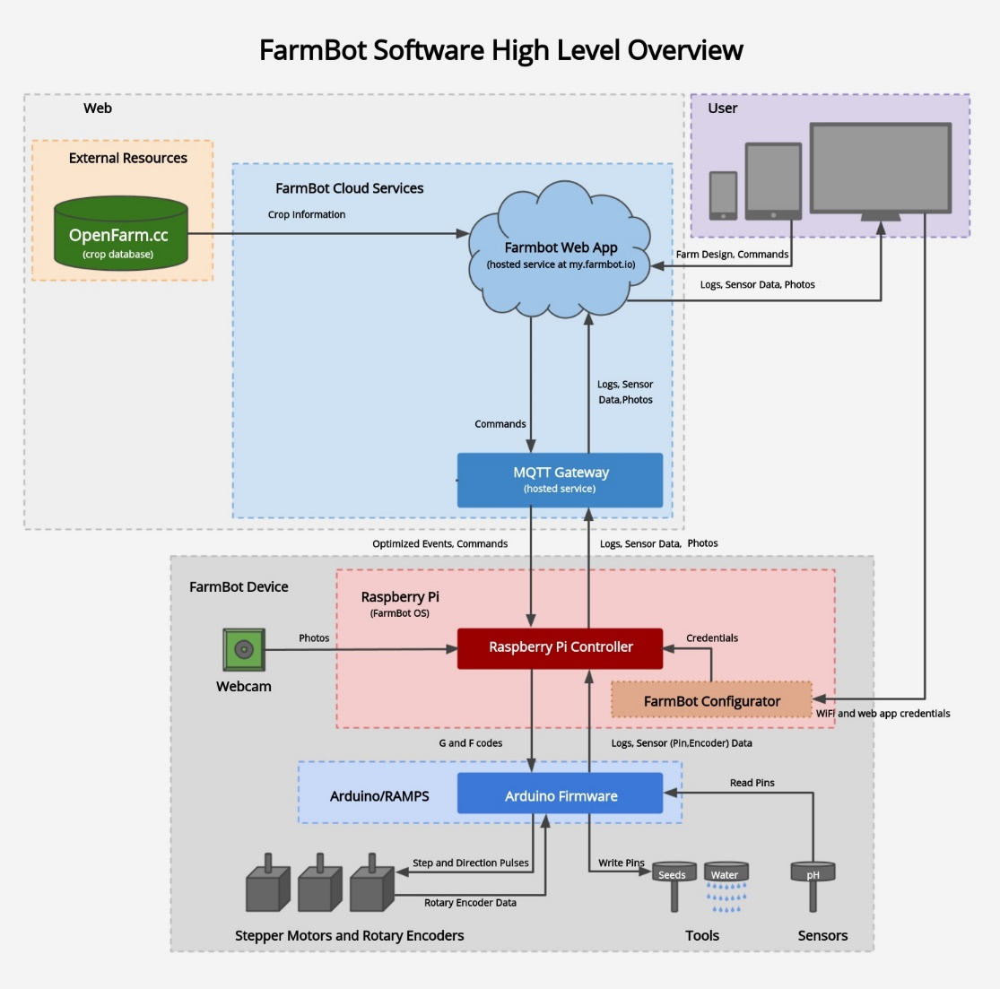 FarmBot Software High Level Overview
Web
User
External Resources
OpenFarm.cc
(crop database)
FarmBot Cloud Services
Crop Information
Farmbot Web App
(hosted service at my.farmbot.io)
Farm Design, Commands
Logs, Sensor Data, Photos
Logs, Sensor
Data,Photos
Commands
MQTT Gateway
(hosted service)
Optimized Events, Commands
Logs, Sensor Data, Photos
FarmBot Device
Raspberry Pi
(FarmBot OS)
Photos
Raspberry Pi Controller
Credentials
Webcam
FarmBot Configurator
WiFi and web app credentials
G and F codes
Logs, Sensor (Pin,Encoder) Data
Arduino/RAMPS
Arduino Firmware
Read Pins
Step and Direction Pulses
Write Pins
Seeds
Water
pH
Rotary Encoder Data
Stepper Motors and Rotary Encoders
Tools
Sensors